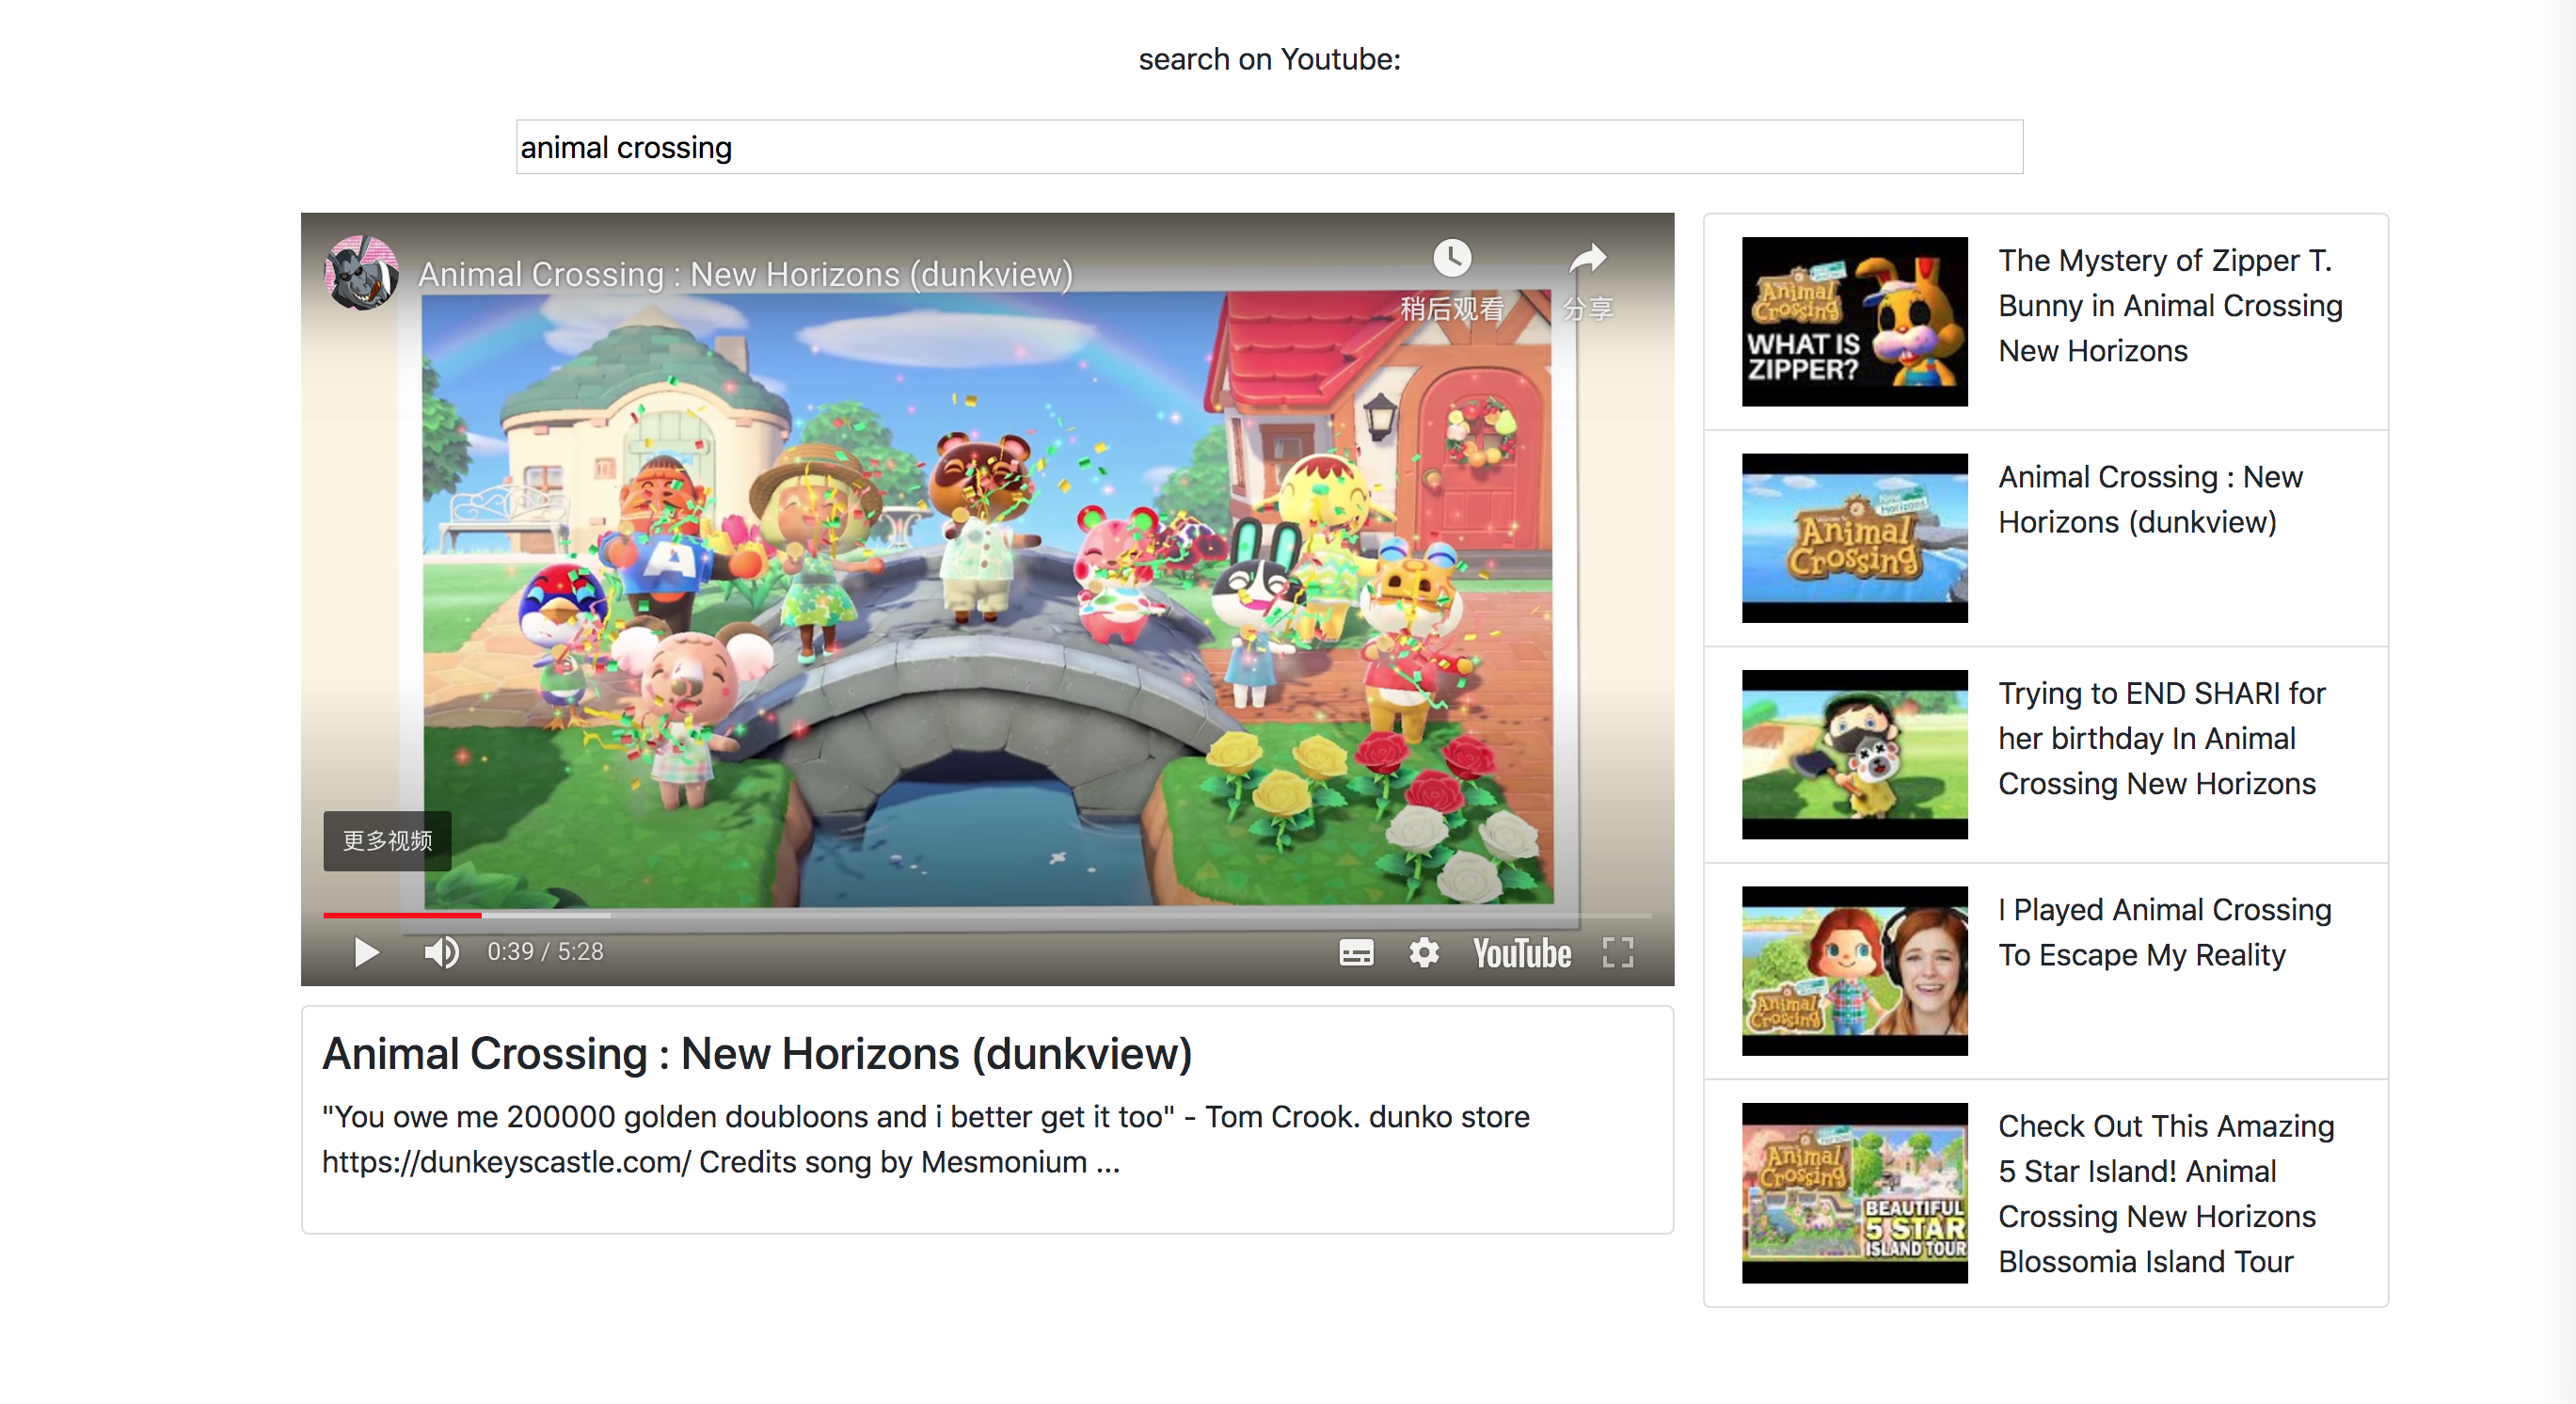 search on Youtube:
animal crossing
Animal Crossing : New Horizons (dunkview)
稍后观看
分享
A
更多视频
0:39 / 5:28
YouTube
Animal Crossing : New Horizons (dunkview)
"You owe me 200000 golden doubloons and i better get it too" - Tom Crook. dunko store
https://dunkeyscastle.com/ Credits song by Mesmonium ...
Animal
Crossing
WHAT IS
ZIPPER?
The Mystery of Zipper T.
Bunny in Animal Crossing
New Horizons
New
Horizons
Animal
Crossing
Animal Crossing : New
Horizons (dunkview)
Trying to END SHARI for
her birthday In Animal
Crossing New Horizons
Animal
Crossing
I Played Animal Crossing
To Escape My Reality
Animal
Crossing
BEAUTIFUL
5 STAR
ISLAND TOUR
Check Out This Amazing
5 Star Island! Animal
Crossing New Horizons
Blossomia Island Tour